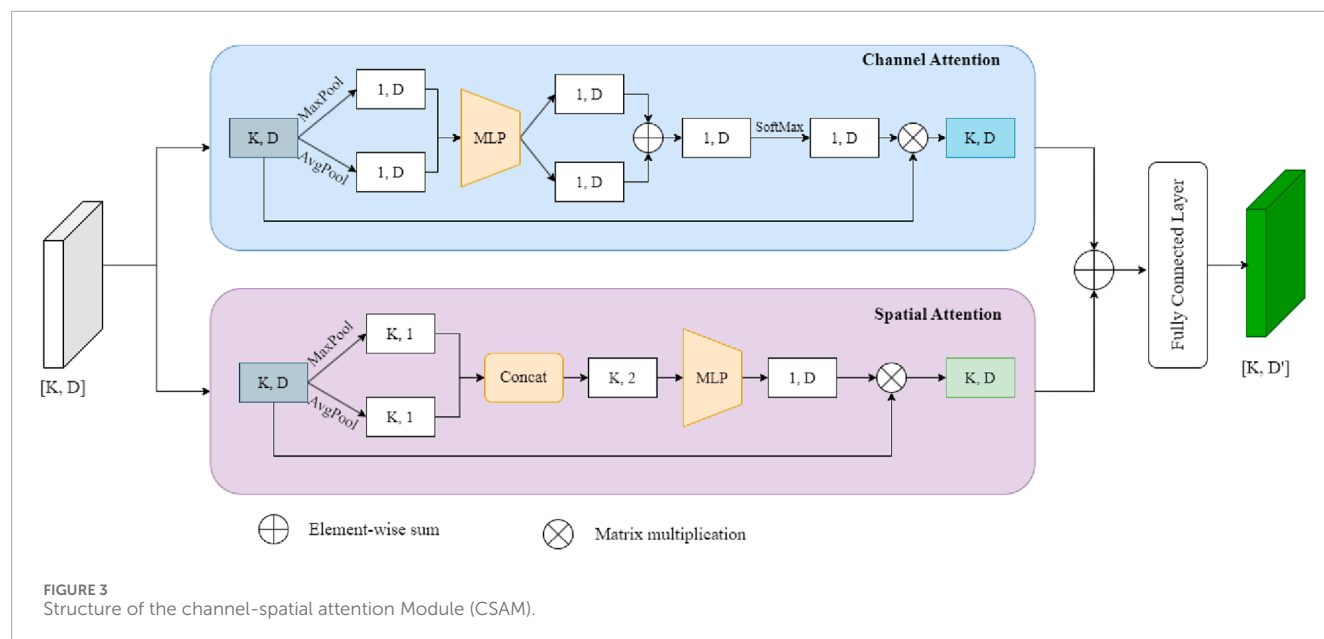 Channel Attention
K, D
MaxPool
AvgPool
1, D
1, D
MLP
1, D
1, D
1, D
SoftMax
1, D
K, D
[K, D]
Spatial Attention
K, D
MaxPool
AvgPool
K, 1
K, 1
Concat
K, 2
MLP
1, D
K, D
Fully Connected Layer
[K, D']
Element-wise sum
Matrix multiplication
FIGURE 3
Structure of the channel-spatial attention Module (CSAM).